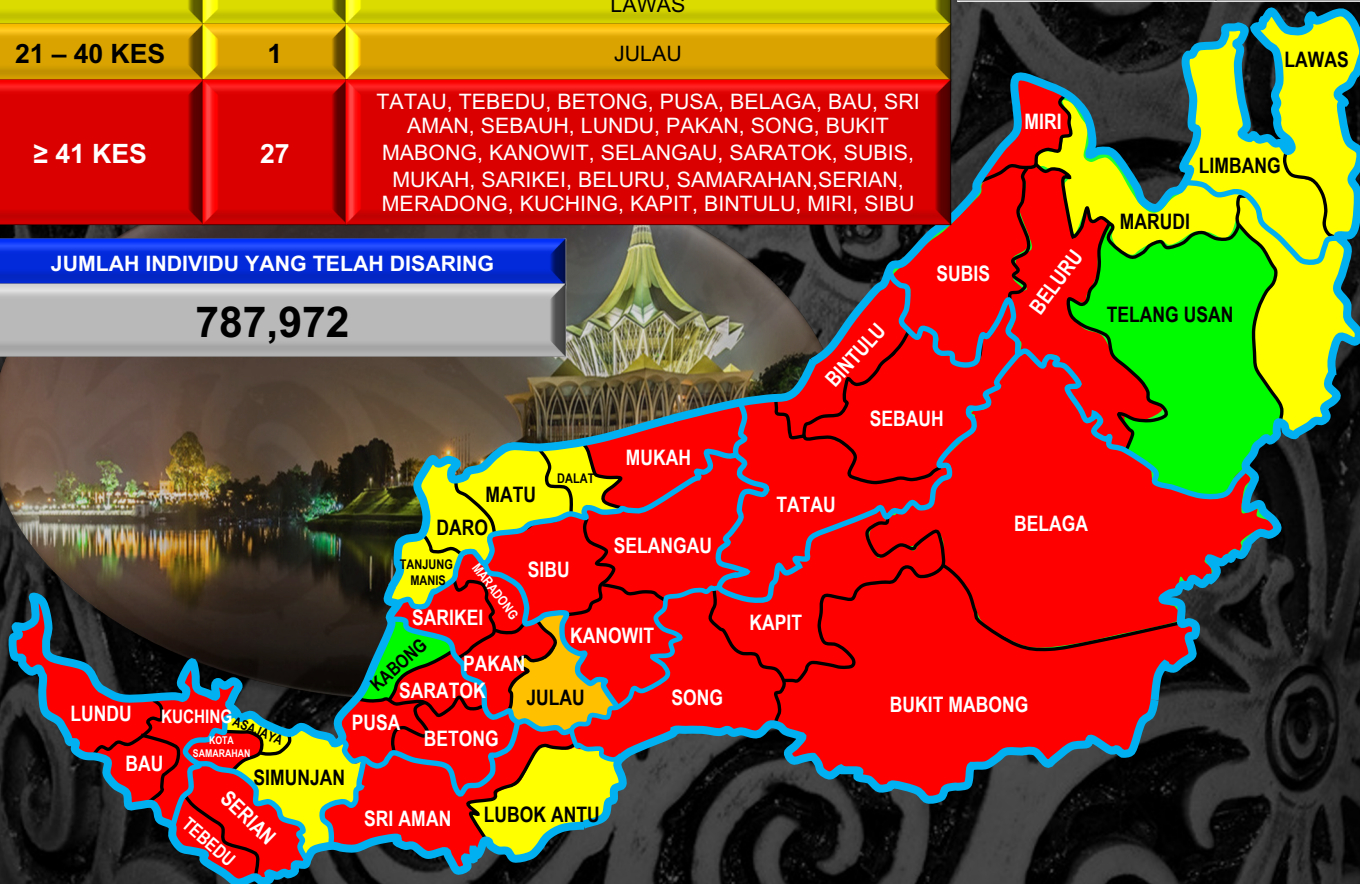 LAWAS
21 – 40 KES
1
JULAU
≥ 41 KES
27
TATAU, TEBEDU, BETONG, PUSA, BELAGA, BAU, SRI
AMAN, SEBAUH, LUNDU, PAKAN, SONG, BUKIT
MABONG, KANOWIT, SELANGAU, SARATOK, SUBIS,
MUKAH, SARIKEI, BELURU, SAMARAHAN,SERIAN,
MERADONG, KUCHING, KAPIT, BINTULU, MIRI, SIBU
JUMLAH INDIVIDU YANG TELAH DISARING
787,972
LAWAS
MIRI
LIMBANG
MARUDI
SUBIS
BELURU
TELANG USAN
BINTULU
SEBAUH
MUKAH
DALAT
MATU
TATAU
DARO
BELAGA
SELANGAU
TANJUNG
MANIS
SIBU
MARADONG
SARIKEI
KAPIT
KANOWIT
KABONG
PAKAN
SARATOK
JULAU
SONG
BUKIT MABONG
LUNDU
KUCHING
ASAJAYA
PUSA
BETONG
KOTA
SAMARAHAN
BAU
SIMUNJAN
SERIAN
SRI AMAN
LUBOK ANTU
TEBEDU